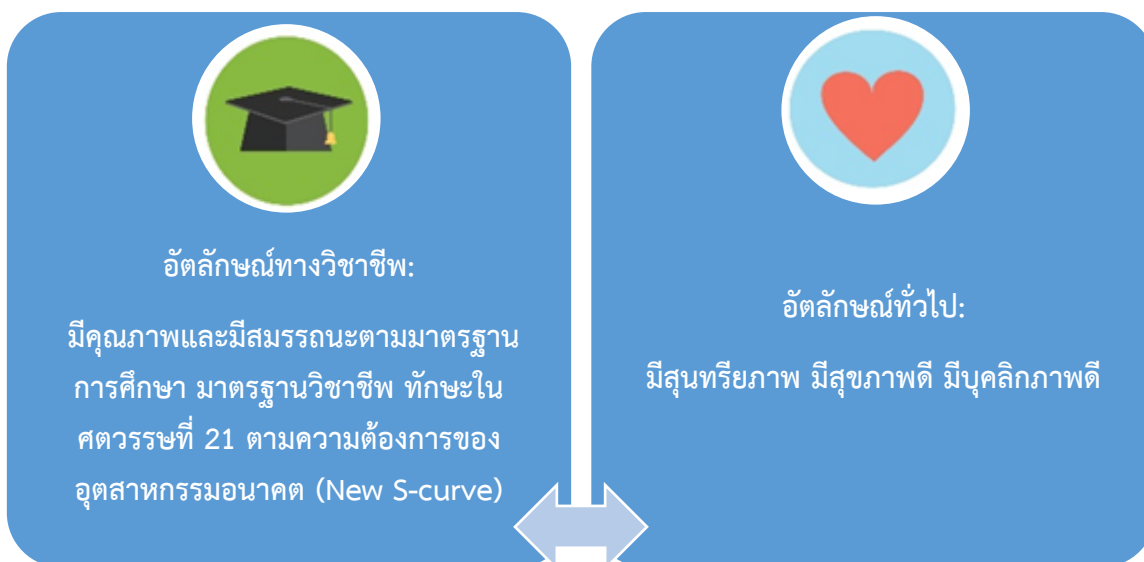 อัตลักษณ์ทางวิชาชีพ:
มีคุณภาพและมีสมรรถนะตามมาตรฐาน
การศึกษา มาตรฐานวิชาชีพ ทักษะใน
ศตวรรษที่ 21 ตามความต้องการของ
อุตสาหกรรมอนาคต (New S-curve)
อัตลักษณ์ทั่วไป:
มีสุนทรียภาพ มีสุขภาพดี มีบุคลิกภาพดี